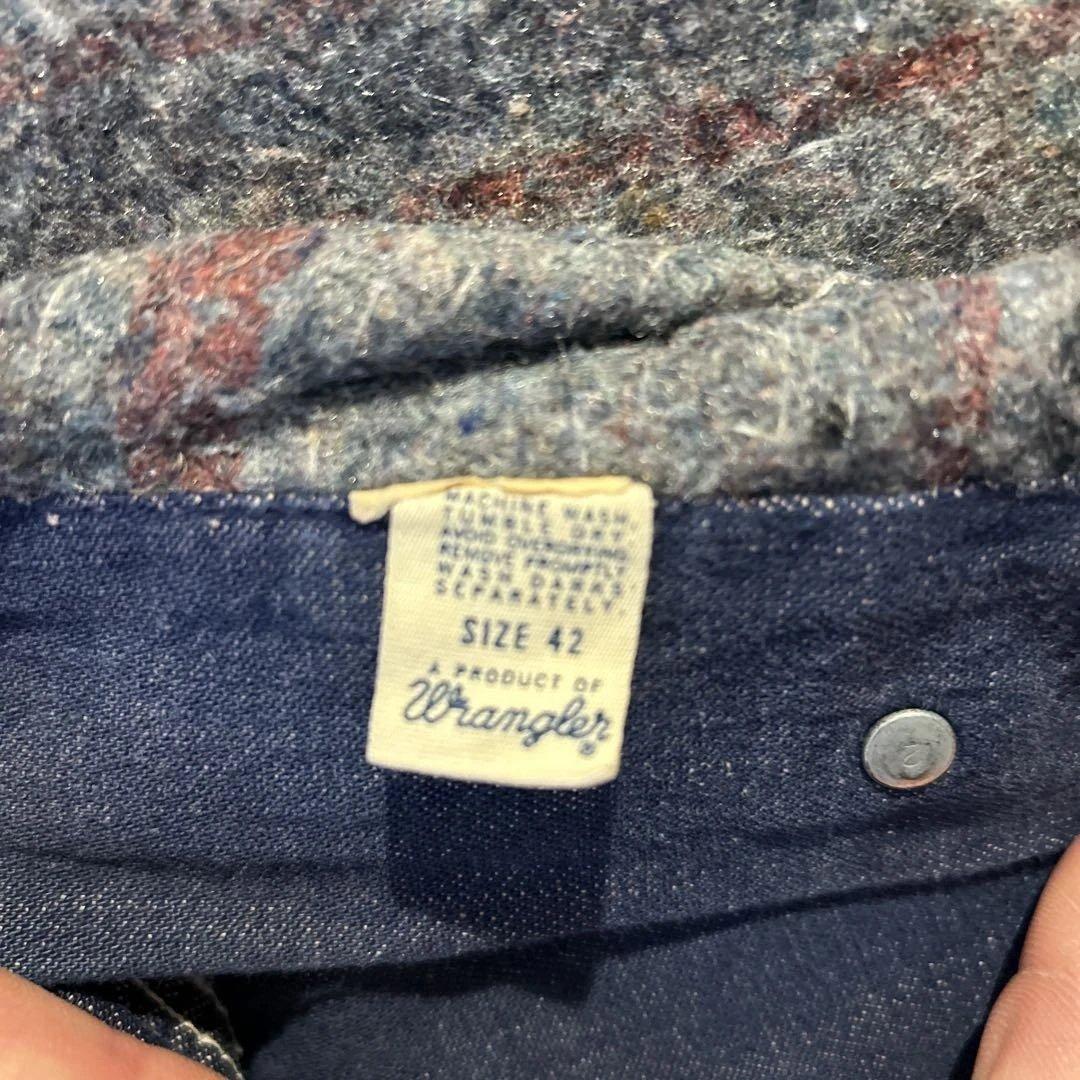 MACHINE WASH,
TUMBLE DRY
AVOID OVERDRYING
REMOVE PROMPTLY
WASH DARKS
SEPARATELY,
SIZE 42
A PRODUCT OF
Wrangler®